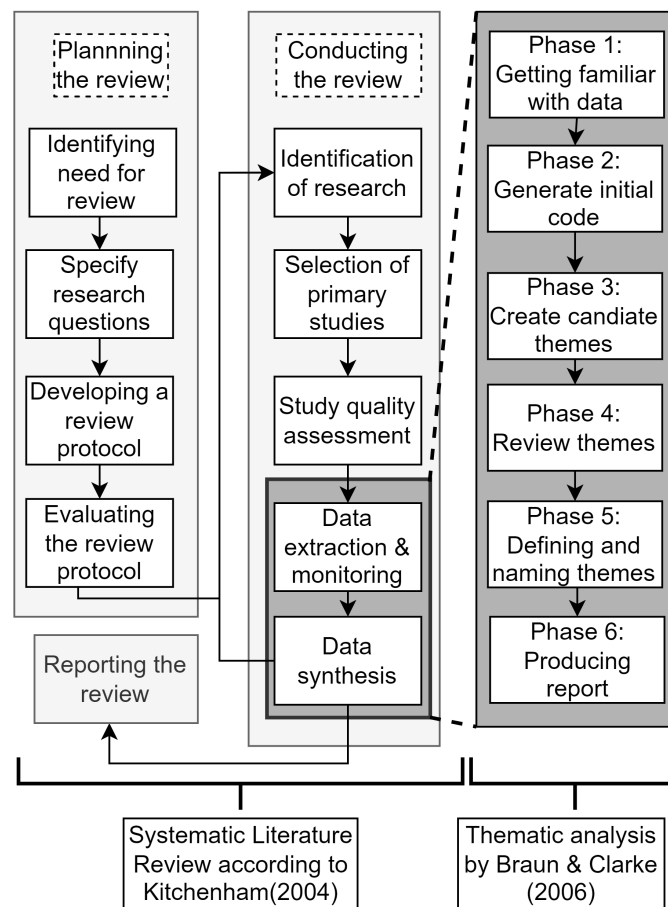 Plannning
the review
Identifying
need for
review
Specify
research
questions
Developing a
review
protocol
Evaluating
the review
protocol
Reporting the
review
Conducting
the review
Identification
of research
Selection of
primary
studies
Study quality
assessment
Data
extraction &
monitoring
Data
synthesis
Phase 1:
Getting familiar
with data
Phase 2:
Generate initial
code
Phase 3:
Create candiate
themes
Phase 4:
Review themes
Phase 5:
Defining and
naming themes
Phase 6:
Producing
report
Systematic Literature
Review according to
Kitchenham(2004)
Thematic analysis
by Braun & Clarke
(2006)